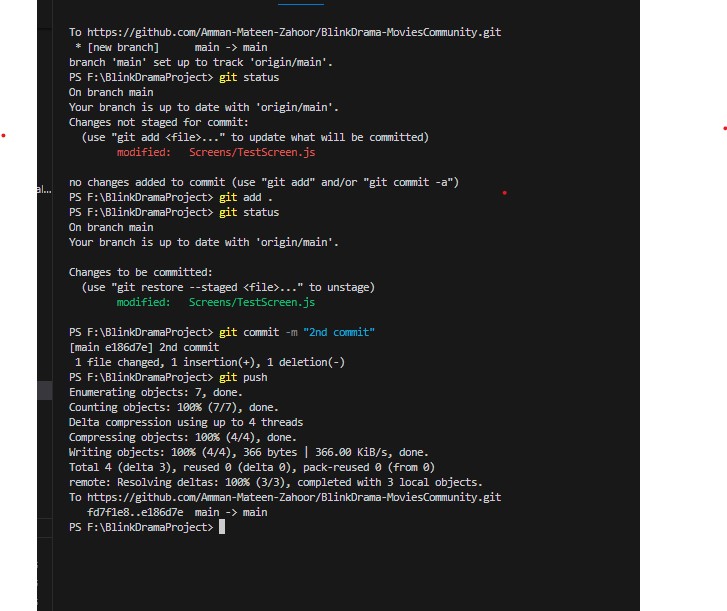 To https://github.com/Amman-Mateen-Zahoor/BlinkDrama-MoviesCommunity.git
 * [new branch]      main -> main
branch 'main' set up to track 'origin/main'.
PS F:\BlinkDramaProject> git status
On branch main
Your branch is up to date with 'origin/main'.
Changes not staged for commit:
  (use "git add <file>..." to update what will be committed)
        modified:   Screens/TestScreen.js

no changes added to commit (use "git add" and/or "git commit -a")
al...
PS F:\BlinkDramaProject> git add .
PS F:\BlinkDramaProject> git status
On branch main
Your branch is up to date with 'origin/main'.

Changes to be committed:
  (use "git restore --staged <file>..." to unstage)
        modified:   Screens/TestScreen.js

PS F:\BlinkDramaProject> git commit -m "2nd commit"
[main e186d7e] 2nd commit
 1 file changed, 1 insertion(+), 1 deletion(-)
PS F:\BlinkDramaProject> git push
Enumerating objects: 7, done.
Counting objects: 100% (7/7), done.
Delta compression using up to 4 threads
Compressing objects: 100% (4/4), done.
Writing objects: 100% (4/4), 366 bytes | 366.00 KiB/s, done.
Total 4 (delta 3), reused 0 (delta 0), pack-reused 0 (from 0)
remote: Resolving deltas: 100% (3/3), completed with 3 local objects.
To https://github.com/Amman-Mateen-Zahoor/BlinkDrama-MoviesCommunity.git
   fd7f1e8..e186d7e  main -> main
PS F:\BlinkDramaProject>